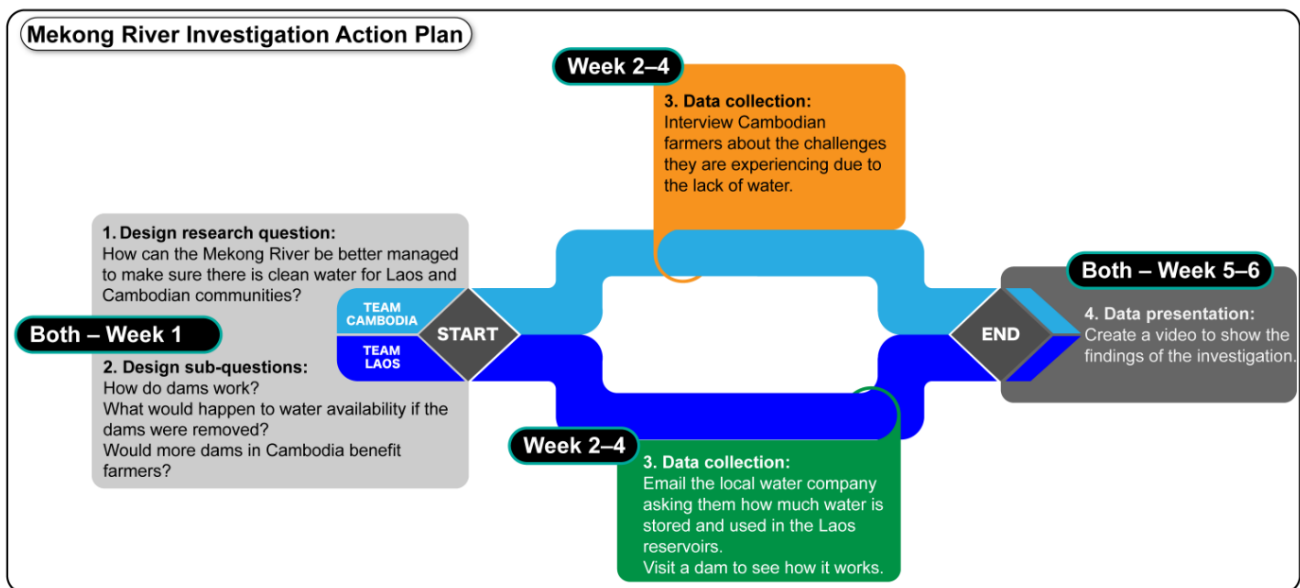 Mekong River Investigation Action Plan
Both – Week 1
1. Design research question:
How can the Mekong River be better managed
to make sure there is clean water for Laos and
Cambodian communities?
2. Design sub-questions:
How do dams work?
What would happen to water availability if the
dams were removed?
Would more dams in Cambodia benefit
farmers?
TEAM
CAMBODIA
TEAM
LAOS
START
Week 2–4
3. Data collection:
Interview Cambodian
farmers about the challenges
they are experiencing due to
the lack of water.
Week 2–4
3. Data collection:
Email the local water company
asking them how much water is
stored and used in the Laos
reservoirs.
Visit a dam to see how it works.
END
Both – Week 5–6
4. Data presentation:
Create a video to show the
findings of the investigation.